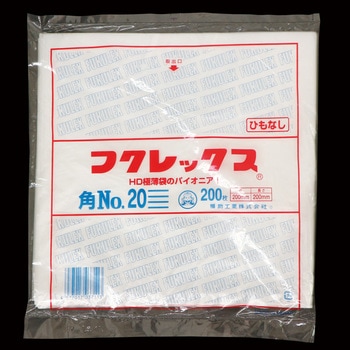 取出口
ひもなし
フクレックス®
HD極薄袋のパイオニア!
角No.20
200枚
200mm 200mm
福助工業株式会社
FUKULEX